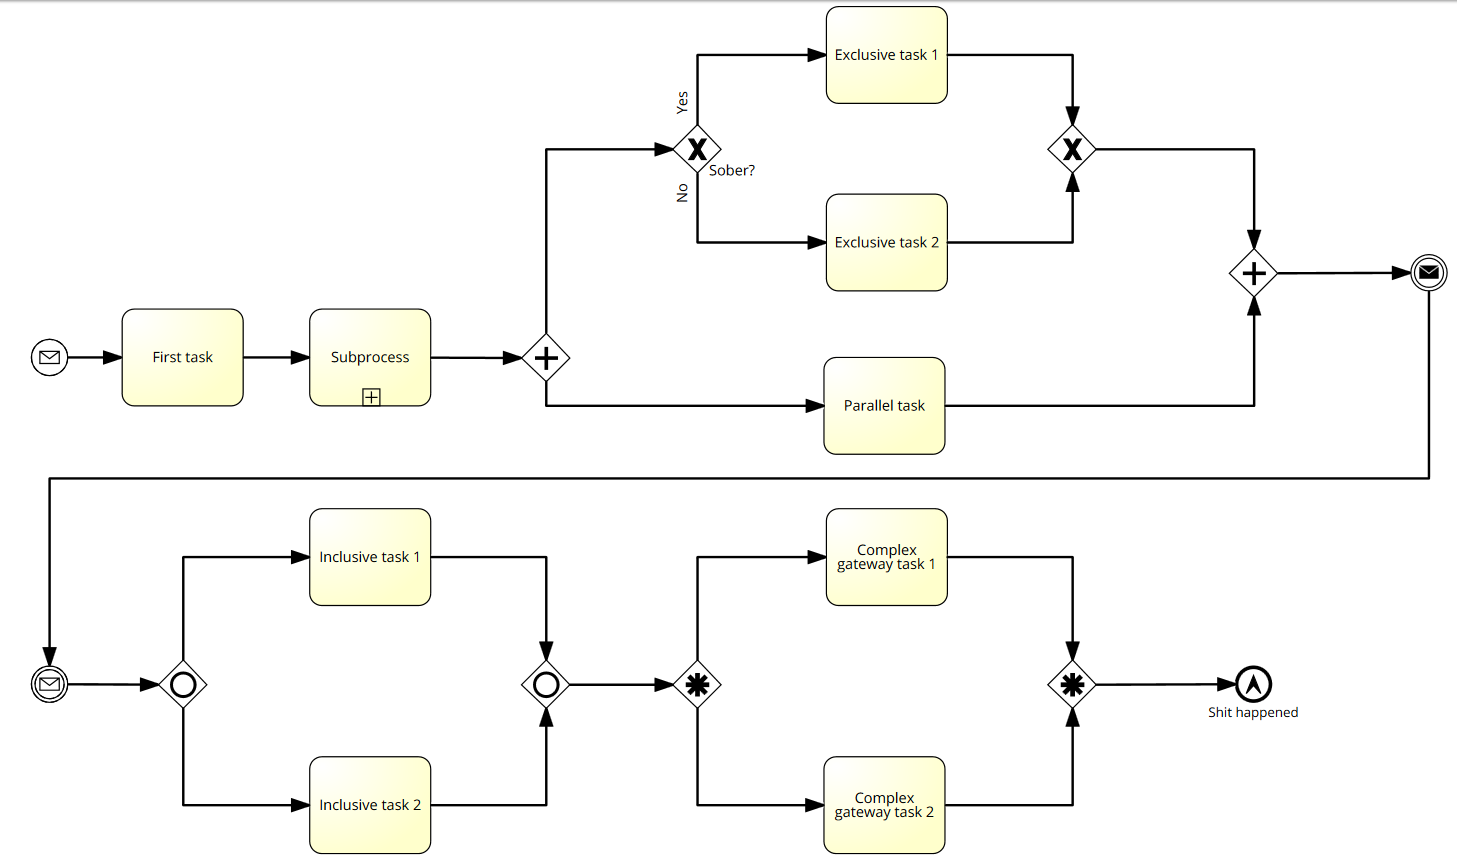 Exclusive task 1
Yes
Sober?
No
Exclusive task 2
First task
Subprocess
Parallel task
Inclusive task 1
Complex
gateway task 1
Shit happened
Inclusive task 2
Complex
gateway task 2